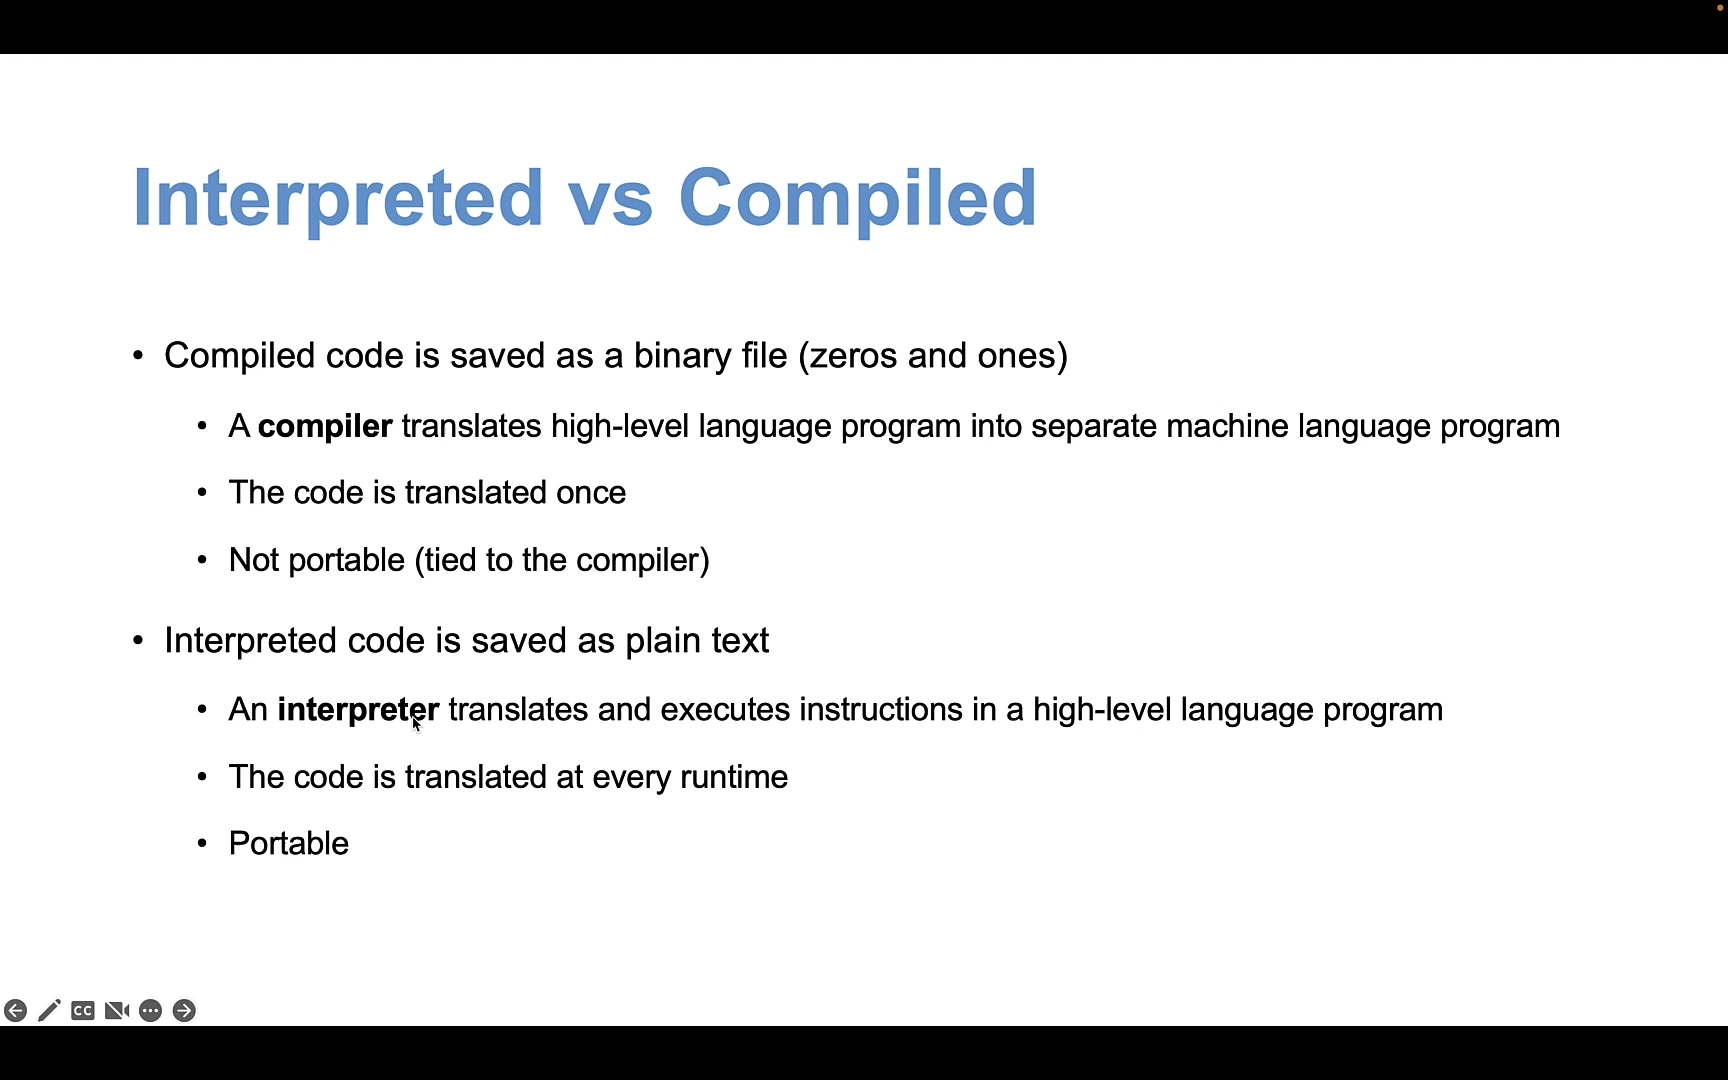 Interpreted vs Compiled
• Compiled code is saved as a binary file (zeros and ones)
• A compiler translates high-level language program into separate machine language program
• The code is translated once
• Not portable (tied to the compiler)
• Interpreted code is saved as plain text
• An interpreter translates and executes instructions in a high-level language program
• The code is translated at every runtime
• Portable
CC